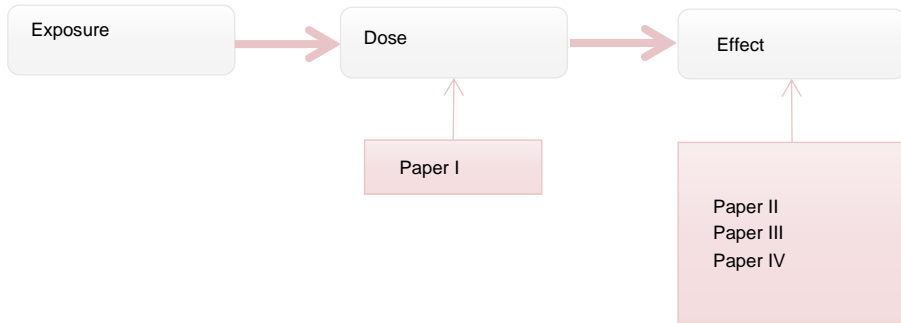 Exposure
Dose
Effect
Paper I
Paper II
Paper III
Paper IV